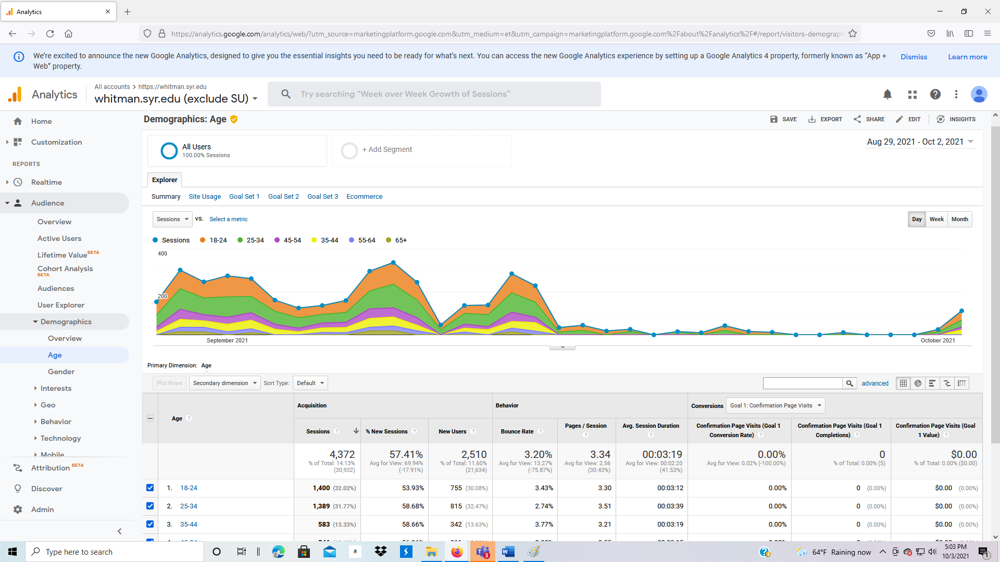 Analytics
https://analytics.google.com/analytics/web/?utm_source=marketingplatform.google.com&utm_medium=et&utm_campaign=marketingplatform.google.com%2Fabout%2Fanalytics%2F#/report/visitors-demograph
We're excited to announce the new Google Analytics, designed to give you the essential insights you need to be ready for what's next. You can access the new Google Analytics experience by setting up a Google Analytics 4 property, formerly known as "App +
Web" property.
Dismiss
Learn more
Analytics
All accounts > https://whitman.syr.edu
whitman.syr.edu (exclude SU)
Try searching "Week over Week Growth of Sessions"
Home
Customization
REPORTS
Realtime
Audience
Overview
Active Users
Lifetime Value BETA
Cohort Analysis
BETA
Audiences
User Explorer
Demographics
Overview
Age
Gender
Interests
Geo
Behavior
Technology
Mobile
Attribution BETA
Discover
Admin
Demographics: Age
SAVE
EXPORT
SHARE
EDIT
INSIGHTS
All Users
100.00% Sessions
+ Add Segment
Aug 29, 2021 - Oct 2, 2021
Explorer
Summary Site Usage Goal Set 1 Goal Set 2 Goal Set 3 Ecommerce
Sessions vs. Select a metric
Day Week Month
Sessions 18-24 25-34 45-54 35-44 55-64 65+
400
200
September 2021
October 2021
Primary Dimension: Age
Plot Rows Secondary dimension Sort Type: Default
advanced
Age ?
Acquisition
Behavior
Conversions Goal 1: Confirmation Page Visits
Sessions ?
% New Sessions ?
New Users ?
Bounce Rate ?
Pages / Session
?
Avg. Session Duration
?
Confirmation Page Visits (Goal 1
Conversion Rate) ?
Confirmation Page Visits (Goal 1
Completions) ?
Confirmation Page Visits (Goal
1 Value) ?
4,372
% of Total: 14.13%
(30,932)
57.41%
Avg for View: 69.94%
(-17.91%)
2,510
% of Total: 11.60%
(21,634)
3.20%
Avg for View: 13.27%
(-75.87%)
3.34
Avg for View: 2.56
(30.43%)
00:03:19
Avg for View: 00:02:20
(41.53%)
0.00%
Avg for View: 0.02% (-100.00%)
0
% of Total: 0.00% (5)
$0.00
% of Total: 0.00% ($0.00)
1. 18-24 1,400 (32.02%) 53.93% 755 (30.08%) 3.43% 3.30 00:03:12 0.00% 0 (0.00%) $0.00 (0.00%)
2. 25-34 1,389 (31.77%) 58.68% 815 (32.47%) 2.74% 3.51 00:03:39 0.00% 0 (0.00%) $0.00 (0.00%)
3. 35-44 583 (13.33%) 58.66% 342 (13.63%) 3.77% 3.21 00:03:19 0.00% 0 (0.00%) $0.00 (0.00%)
Type here to search
a
3
64°F Raining now
5:03 PM
10/3/2021
1